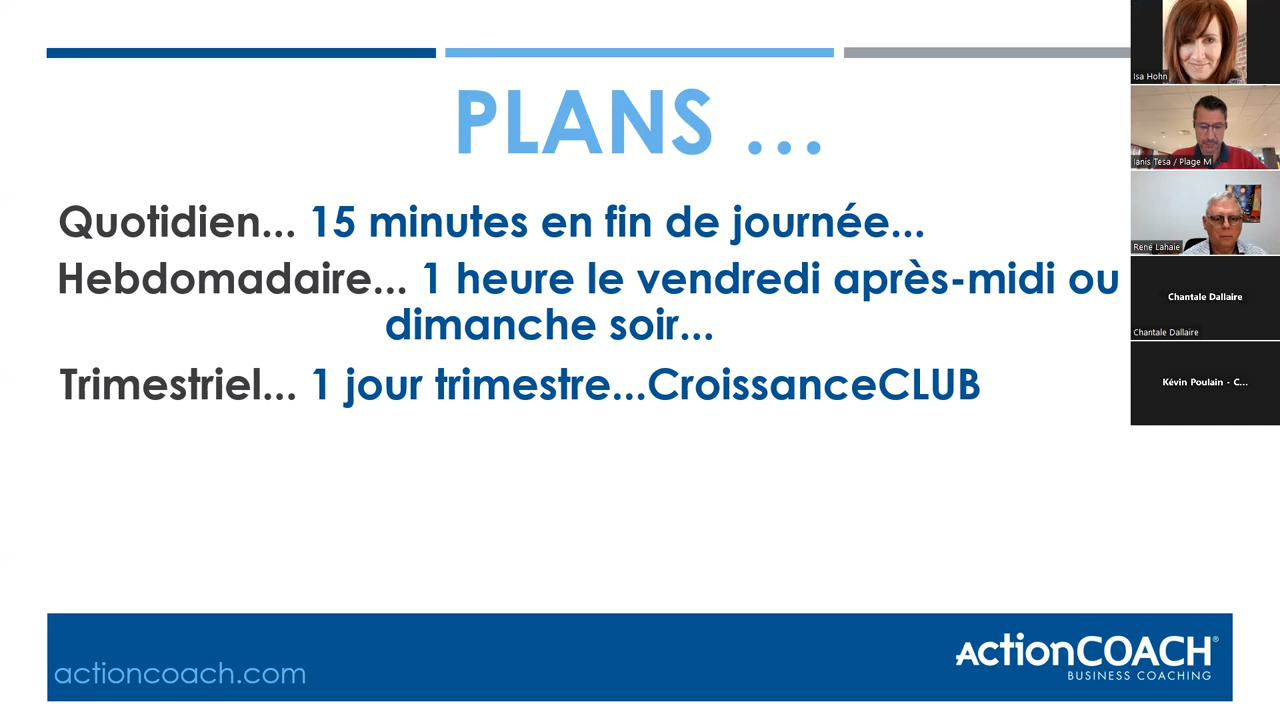 PLANS ...
Quotidien... 15 minutes en fin de journée...
Hebdomadaire... 1 heure le vendredi après-midi ou
dimanche soir...
Trimestriel... 1 jour trimestre...CroissanceCLUB
actioncoach.com
ActionCOACH®
BUSINESS COACHING
Isa Hohn
Ianis Tesa / Plage M
René Lahaie
Chantale Dallaire
Chantale Dallaire
Kévin Poulain - C...